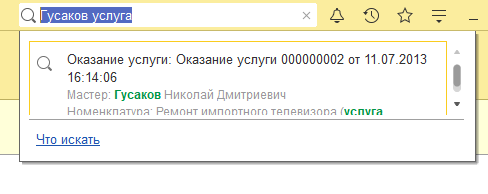 Гусаков услуга
Оказание услуги: Оказание услуги 000000002 от 11.07.2013
16:14:06
Мастер: Гусаков Николай Дмитриевич
Номенклатура: Ремонт импортного телевизора (услуга
Что искать